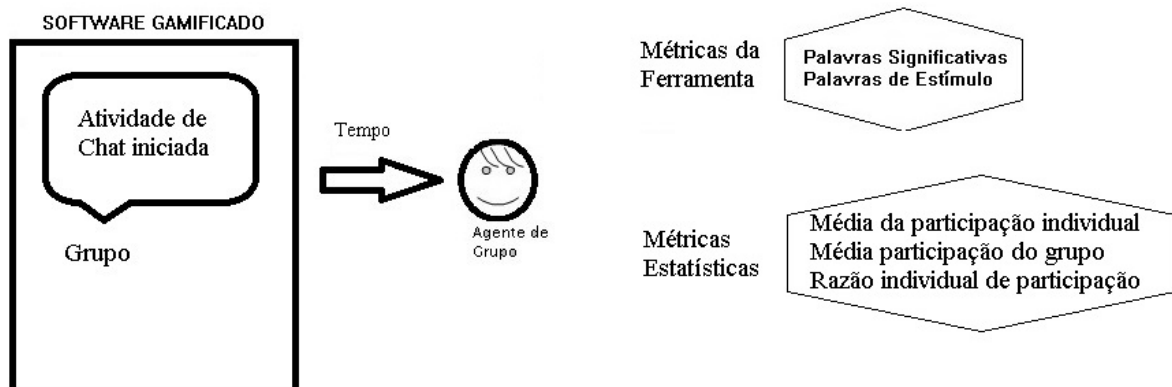 SOFTWARE GAMIFICADO
Atividade de
Chat iniciada
Grupo
Tempo
Agente de
Grupo
Métricas da
Ferramenta
Palavras Significativas
Palavras de Estímulo
Métricas
Estatísticas
Média da participação individual
Média participação do grupo
Razão individual de participação